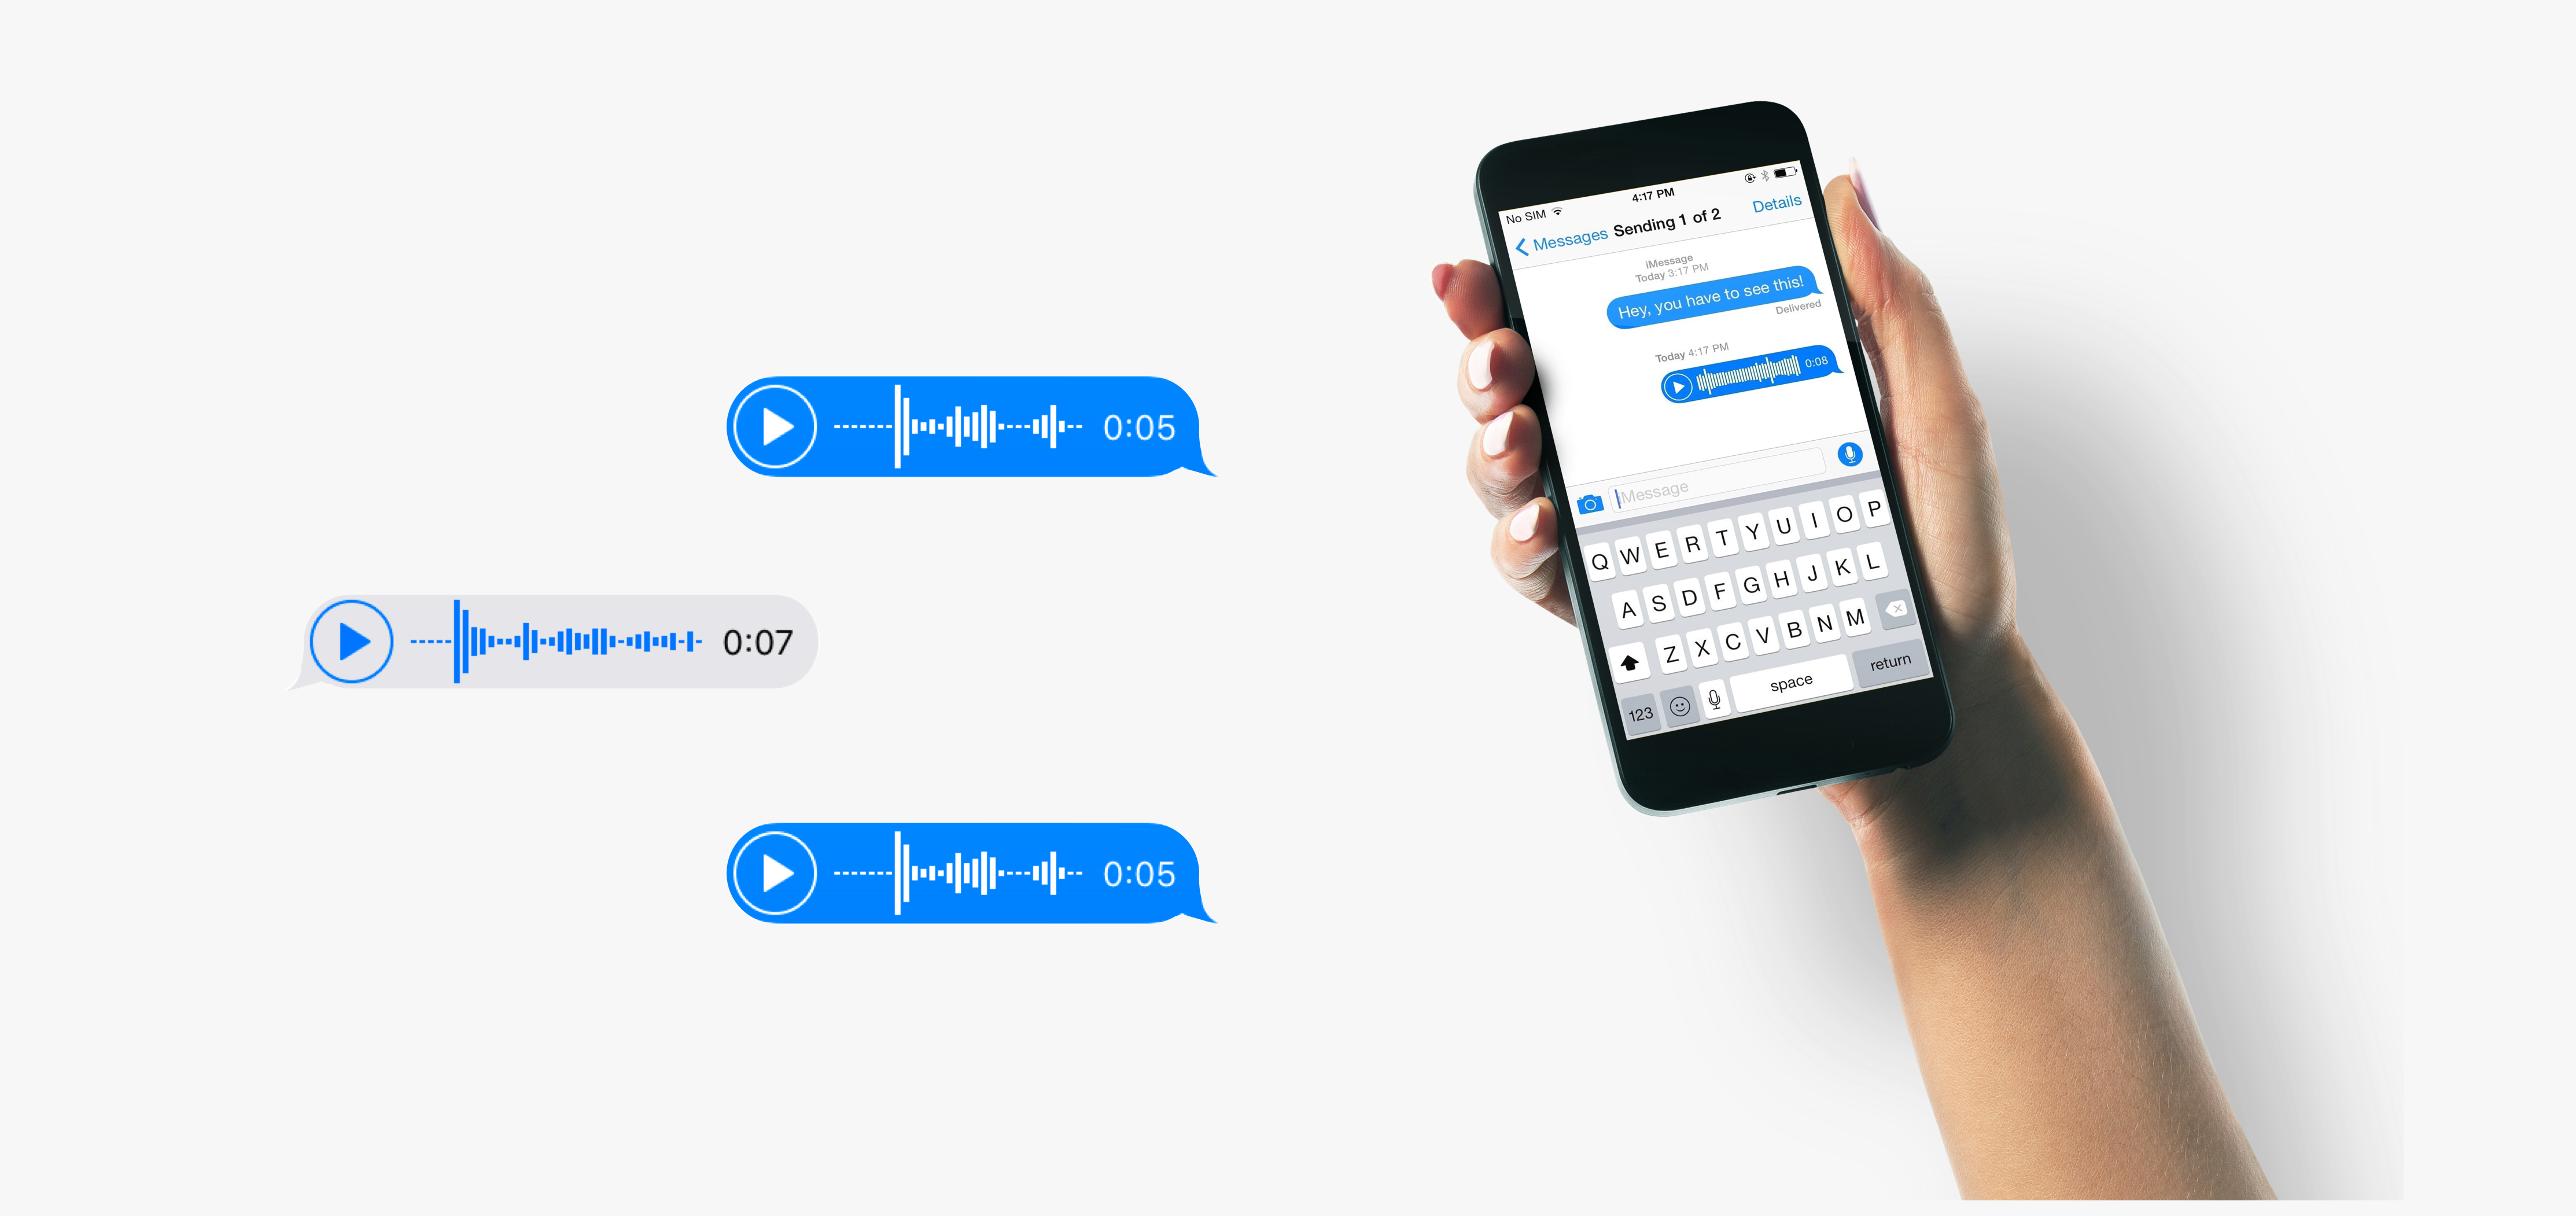 0:05
0:07
0:05
No SIM
4:17 PM
Messages Sending 1 of 2 Details
iMessage
Today 3:17 PM
Hey, you have to see this!
Delivered
Today 4:17 PM
0:08
iMessage
Q W E R T Y U I O P
A S D F G H J K L
Z X C V B N M
123 space return